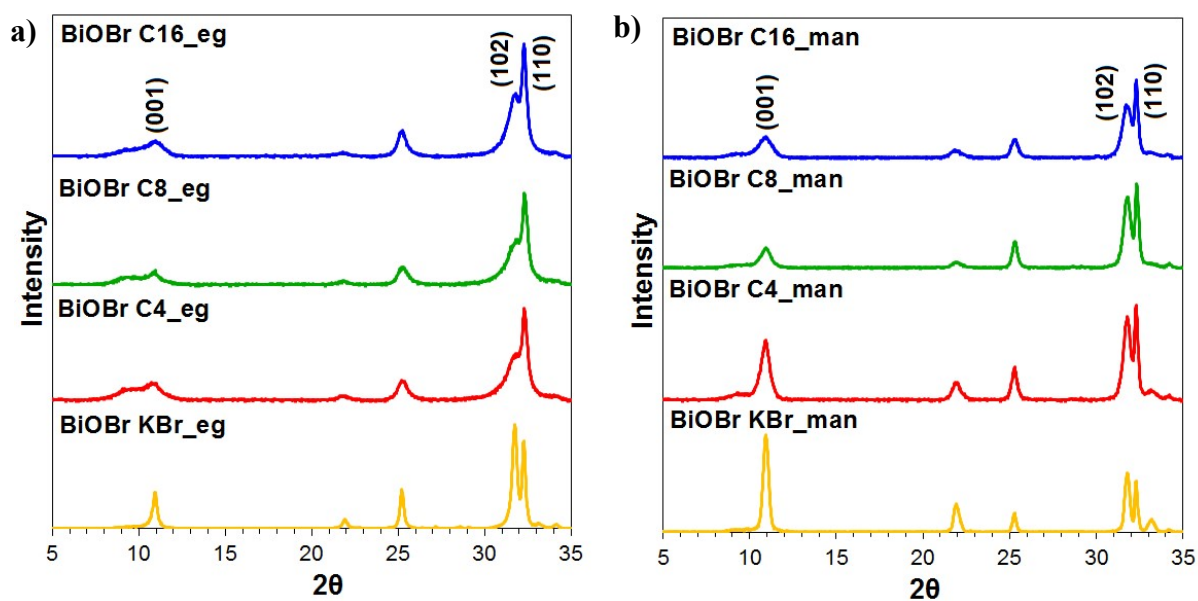 a)
BiOBr C16_eg
(001)
(102)
(110)
BiOBr C8_eg
BiOBr C4_eg
BiOBr KBr_eg
Intensity
5 10 15 20 25 30 35
2θ
b)
BiOBr C16_man
(001)
(102)
(110)
BiOBr C8_man
BiOBr C4_man
BiOBr KBr_man
Intensity
5 10 15 20 25 30 35
2θ